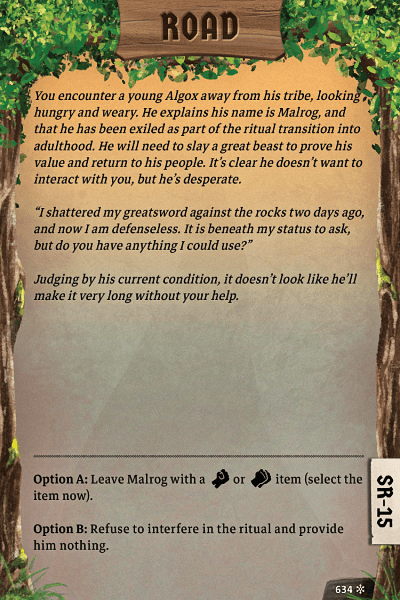 ROAD
You encounter a young Algox away from his tribe, looking
hungry and weary. He explains his name is Malrog, and
that he has been exiled as part of the ritual transition into
adulthood. He will need to slay a great beast to prove his
value and return to his people. It’s clear he doesn’t want to
interact with you, but he’s desperate.
“I shattered my greatsword against the rocks two days ago,
and now I am defenseless. It is beneath my status to ask,
but do you have anything I could use?”
Judging by his current condition, it doesn’t look like he’ll
make it very long without your help.
Option A: Leave Malrog with a or item (select the
item now).
Option B: Refuse to interfere in the ritual and provide
him nothing.
SR-15
634